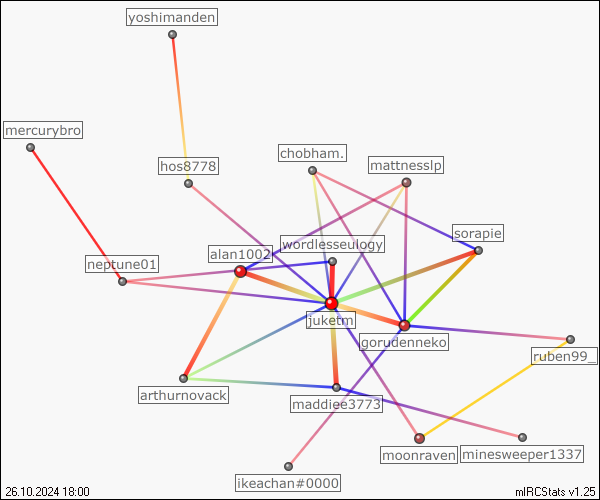 yoshimanden
mercurybro
hos8778
chobham.
mattnesslp
sorapie
wordlesseulogy
alan1002
neptune01
juketm
gorudenneko
ruben99_
arthurnovack
maddiee3773
moonraven
minesweeper1337
ikeachan#0000
26.10.2024 18:00
mIRCStats v1.25